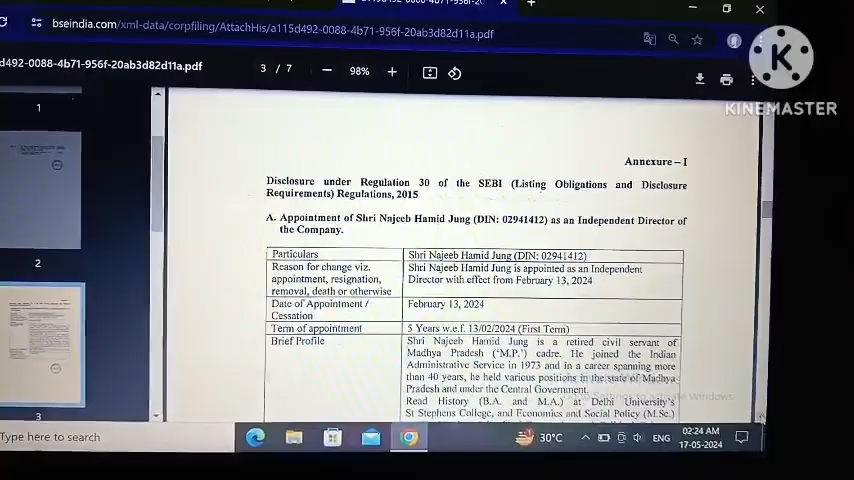 bseindia.com/xml-data/corpfiling/AttachHis/a115d492-0088-4b71-956f-20ab3d82d11a.pdf
d492-0088-4b71-956f-20ab3d82d11a.pdf
3 / 7
98%
K
KINEMASTER
1
2
3
Annexure – I
Disclosure under Regulation 30 of the SEBI (Listing Obligations and Disclosure
Requirements) Regulations, 2015
A. Appointment of Shri Najeeb Hamid Jung (DIN: 02941412) as an Independent Director of
the Company.
Particulars
Shri Najeeb Hamid Jung (DIN: 02941412)
Reason for change viz.
appointment, resignation,
removal, death or otherwise
Shri Najeeb Hamid Jung is appointed as an Independent
Director with effect from February 13, 2024
Date of Appointment /
Cessation
February 13, 2024
Term of appointment
5 Years w.e.f. 13/02/2024 (First Term)
Brief Profile
Shri Najeeb Hamid Jung is a retired civil servant of
Madhya Pradesh ('M.P.') cadre. He joined the Indian
Administrative Service in 1973 and in a career spanning more
than 40 years, he held various positions in the state of Madhya
Pradesh and under the Central Government.
Read History (B.A. and M.A.) at Delhi University's
St Stephens College, and Economics and Social Policy (M.Sc.)
Type here to search
30°C
ENG
02:24 AM
17-05-2024